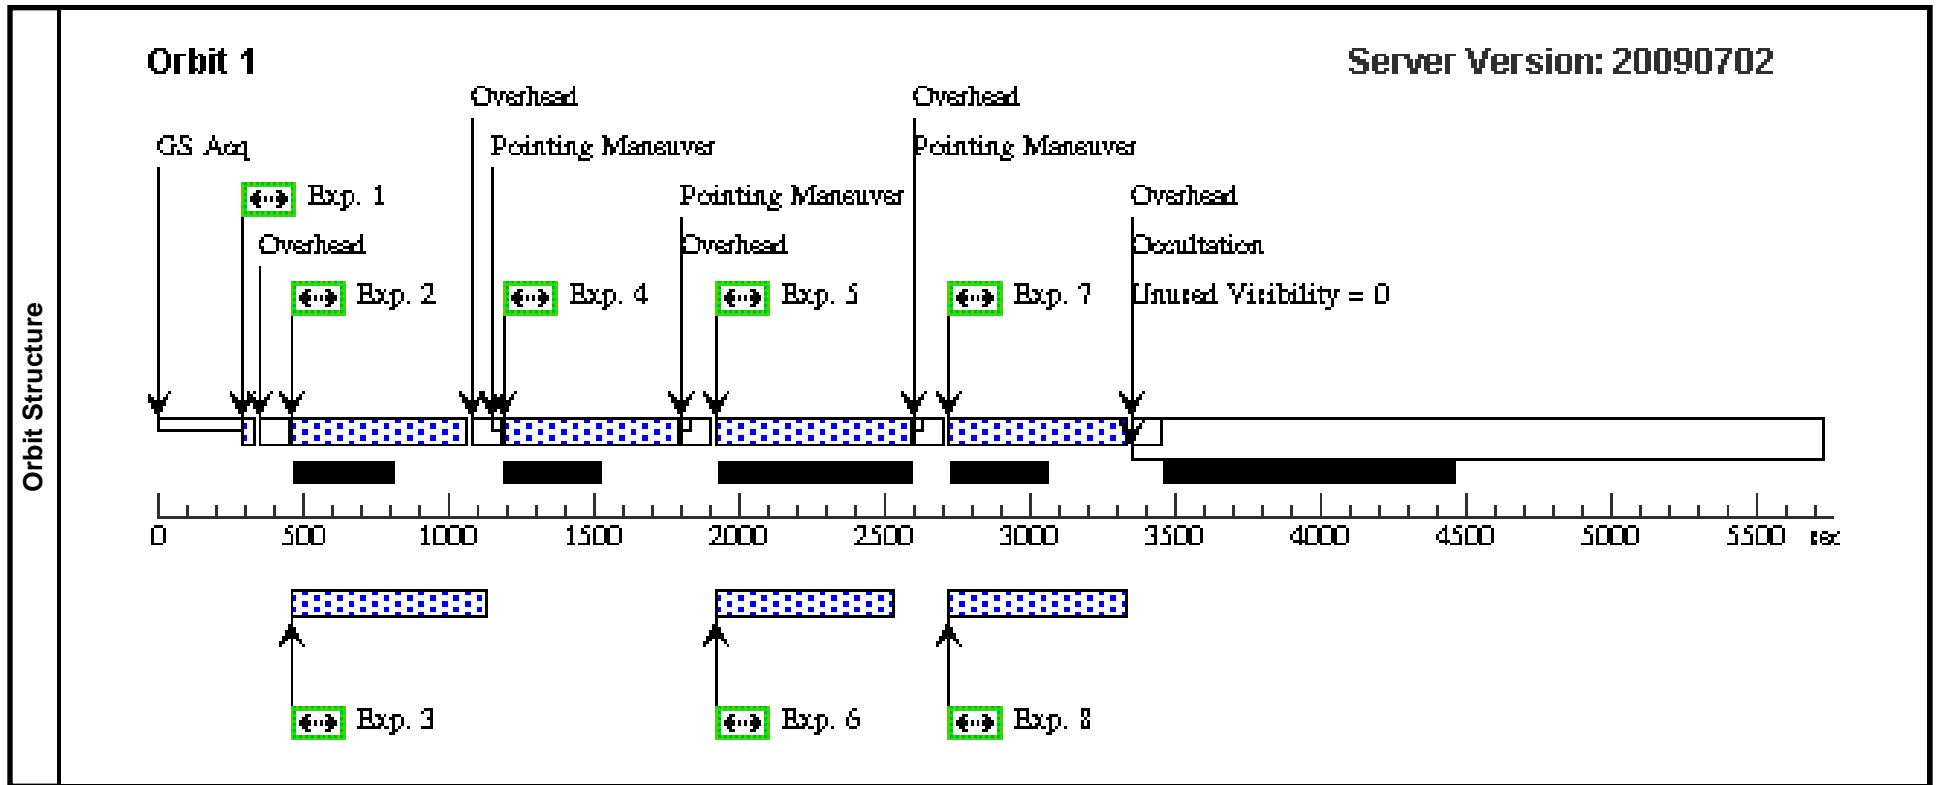 Orbit 1
Server Version: 20090702
Overhead
Overhead
GS Acq
Pointing Maneuver
Pointing Maneuver
Exp. 1
Pointing Maneuver
Overhead
Overhead
Overhead
Occultation
Exp. 2
Exp. 4
Exp. 5
Exp. 7
Unused Visibility = 0
Orbit Structure
0 500 1000 1500 2000 2500 3000 3500 4000 4500 5000 5500 sec
Exp. 3
Exp. 6
Exp. 8